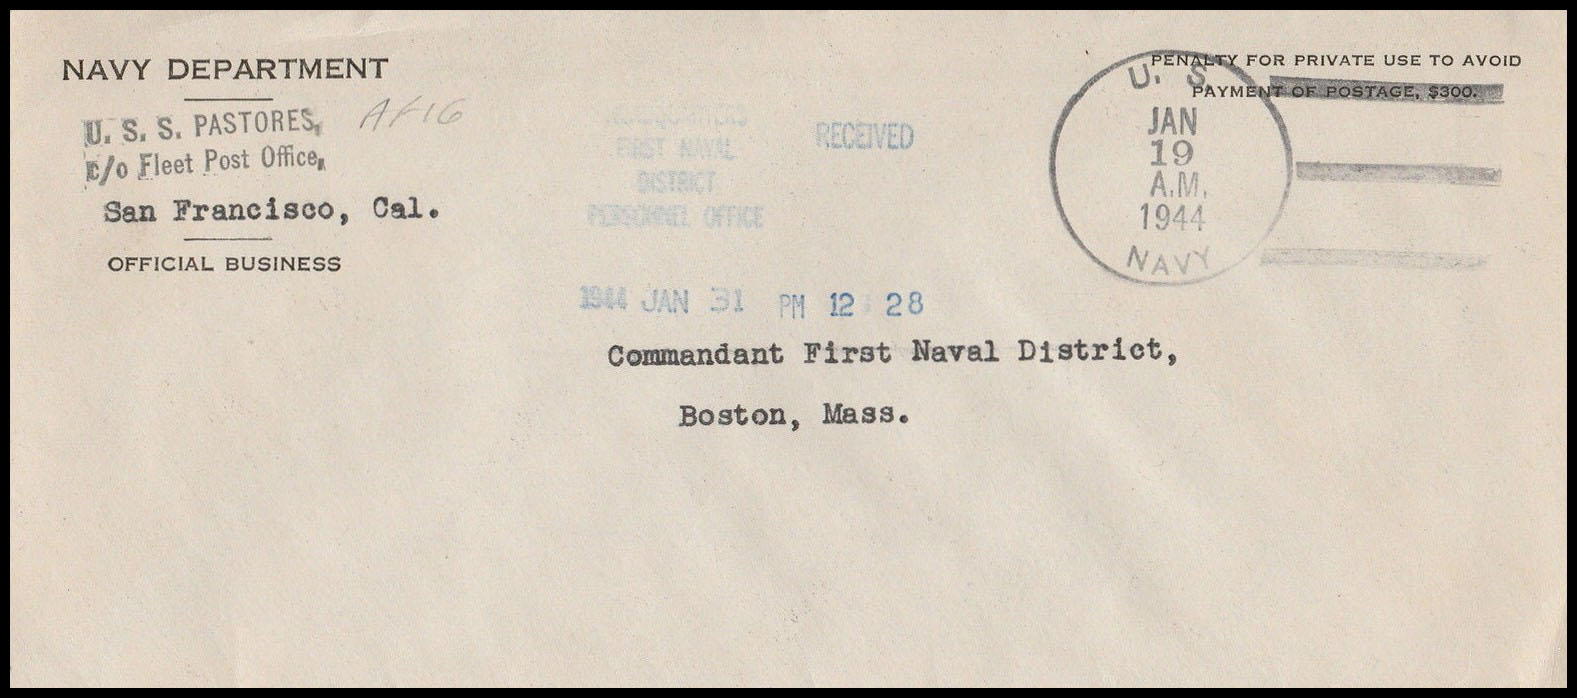 NAVY DEPARTMENT
U. S. S. PASTORES, AF16
c/o Fleet Post Office,
San Francisco, Cal.
OFFICIAL BUSINESS
HEADQUARTERS
FIRST NAVAL
DISTRICT
PERSONNEL OFFICE
RECEIVED
1944 JAN 31 PM 12 28
PENALTY FOR PRIVATE USE TO AVOID
PAYMENT OF POSTAGE, $300.
U. S.
JAN
19
A.M.
1944
NAVY
Commandant First Naval District,
Boston, Mass.